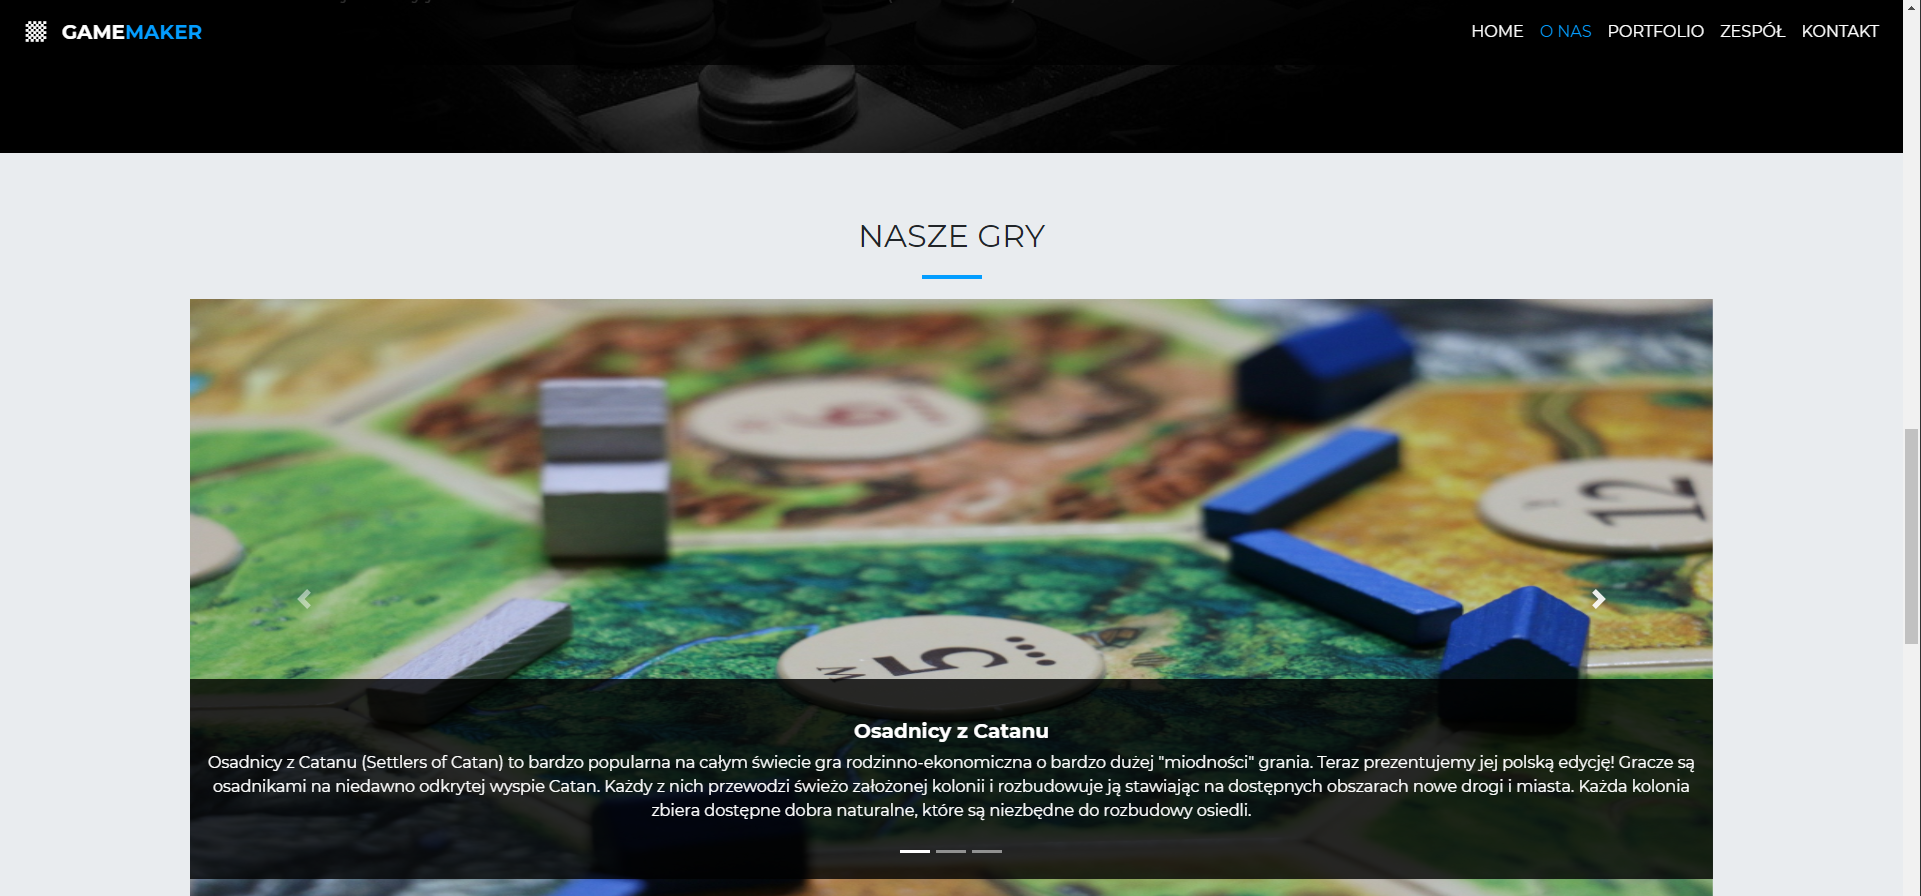 GAMEMAKER
HOME O NAS PORTFOLIO ZESPÓŁ KONTAKT
NASZE GRY
6
12
5
W
Osadnicy z Catanu
Osadnicy z Catanu (Settlers of Catan) to bardzo popularna na całym świecie gra rodzinno-ekonomiczna o bardzo dużej "miodności" grania. Teraz prezentujemy jej polską edycję! Gracze są
osadnikami na niedawno odkrytej wyspie Catan. Każdy z nich przewodzi świeżo założonej kolonii i rozbudowuje ją stawiając na dostępnych obszarach nowe drogi i miasta. Każda kolonia
zbiera dostępne dobra naturalne, które są niezbędne do rozbudowy osiedli.